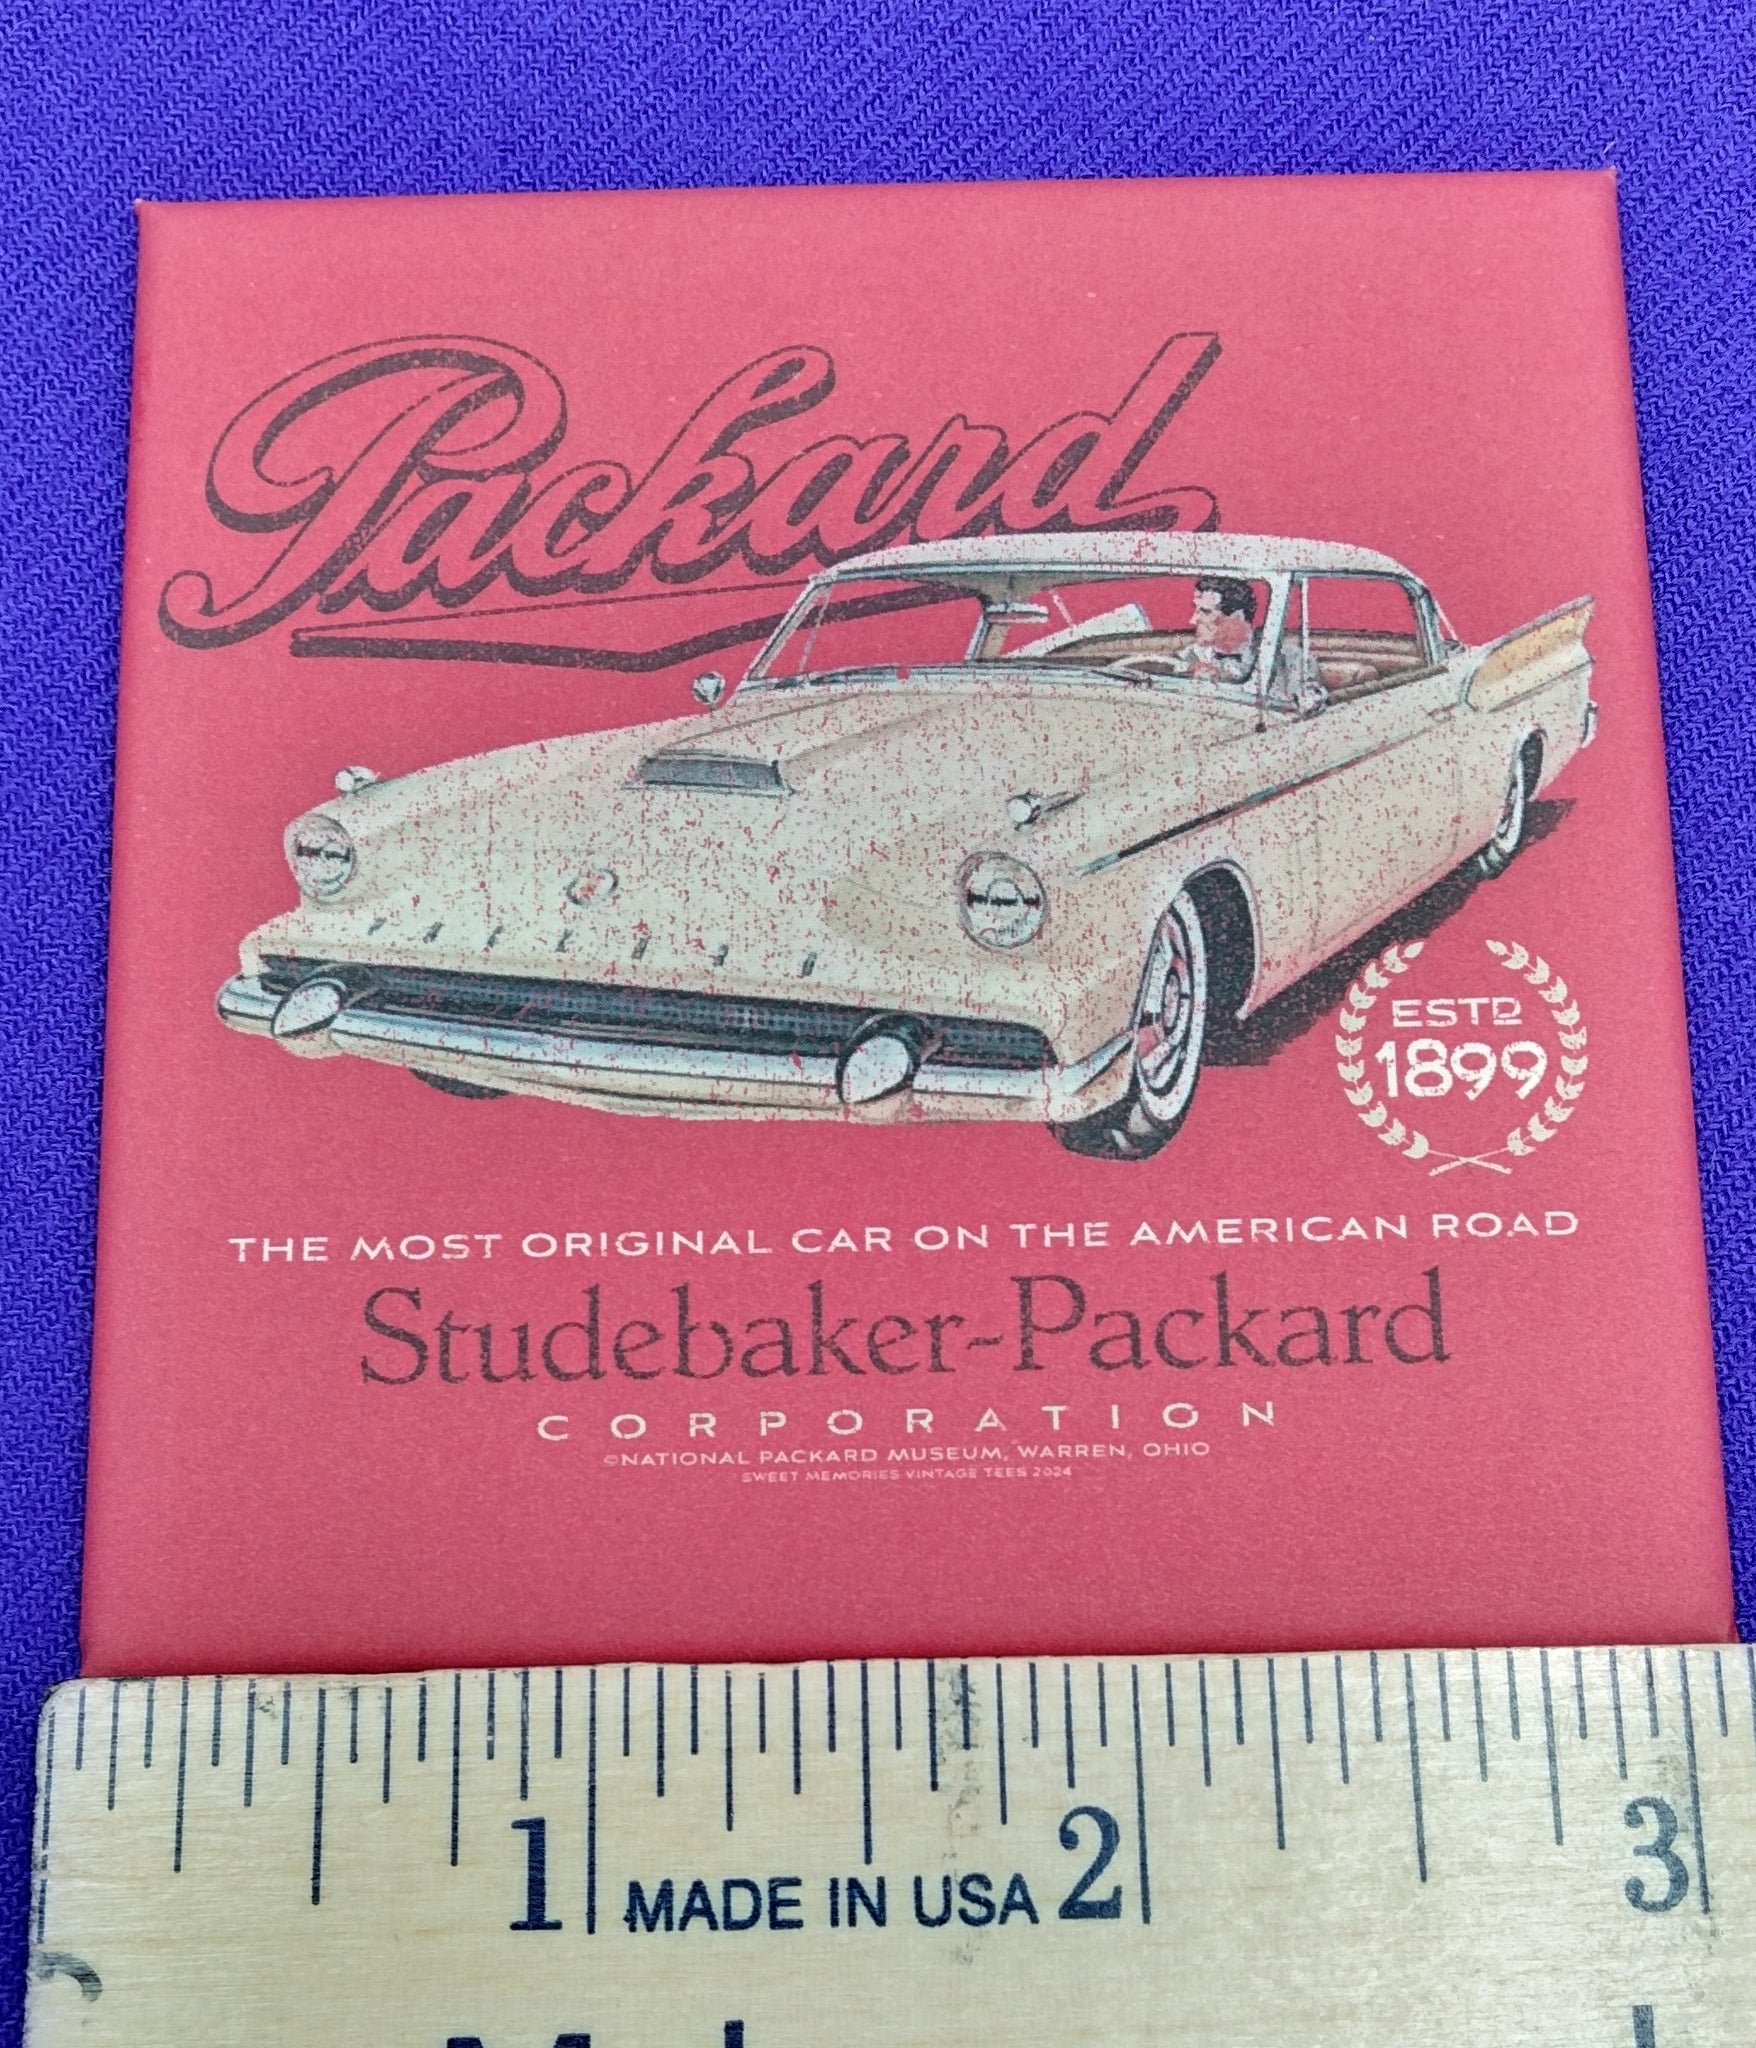 Packard
PACKARD
ESTD
1899
THE MOST ORIGINAL CAR ON THE AMERICAN ROAD
Studebaker-Packard
CORPORATION
©NATIONAL PACKARD MUSEUM, WARREN, OHIO
SWEET MEMORIES VINTAGE TEES 2024
1 MADE IN USA 2 3